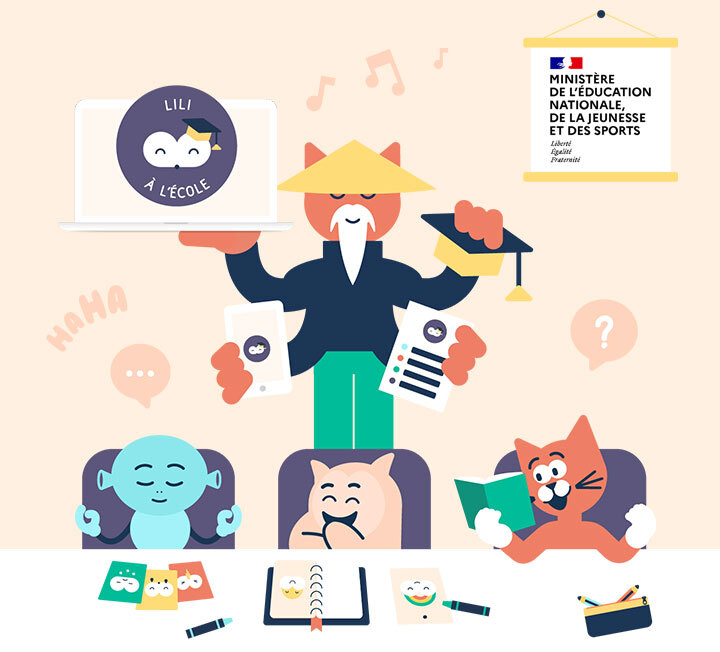 LILI
À L'ÉCOLE
MINISTÈRE
DE L'ÉDUCATION
NATIONALE,
DE LA JEUNESSE
ET DES SPORTS
Liberté
Égalité
Fraternité
HAHA
...
?